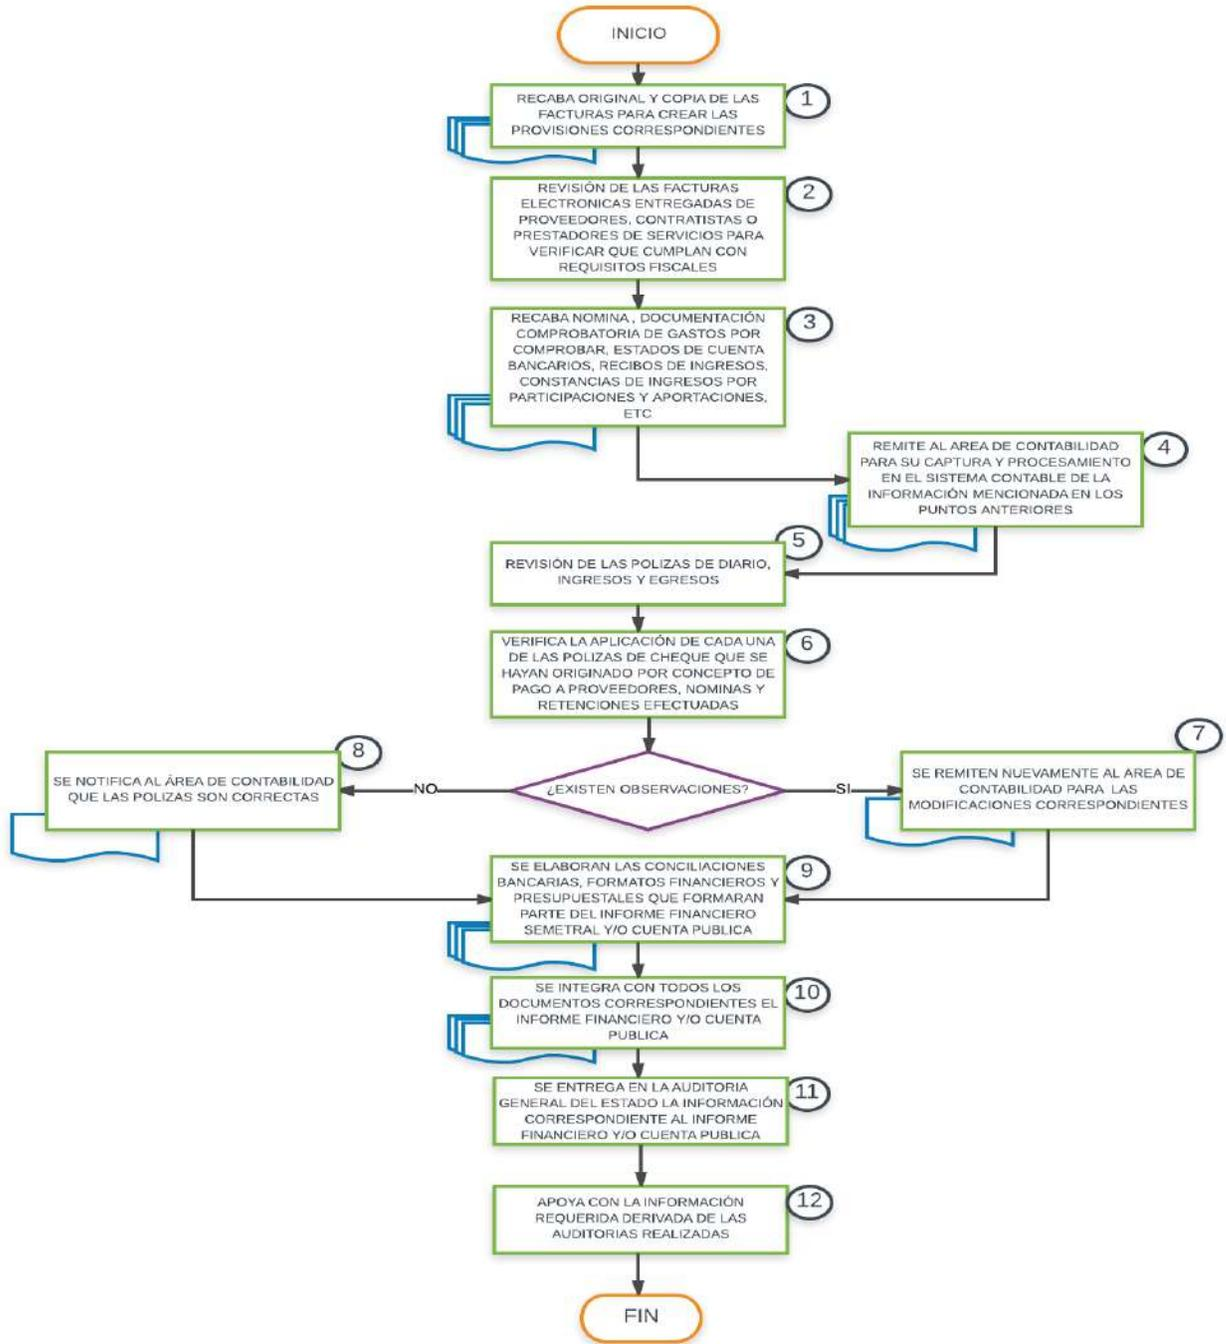 INICIO
1
RECABA ORIGINAL Y COPIA DE LAS
FACTURAS PARA CREAR LAS
PROVISIONES CORRESPONDIENTES
2
REVISIÓN DE LAS FACTURAS
ELECTRONICAS ENTREGADAS DE
PROVEEDORES, CONTRATISTAS O
PRESTADORES DE SERVICIOS PARA
VERIFICAR QUE CUMPLAN CON
REQUISITOS FISCALES
3
RECABA NOMINA , DOCUMENTACIÓN
COMPROBATORIA DE GASTOS POR
COMPROBAR, ESTADOS DE CUENTA
BANCARIOS, RECIBOS DE INGRESOS,
CONSTANCIAS DE INGRESOS POR
PARTICIPACIONES Y APORTACIONES,
ETC
4
REMITE AL AREA DE CONTABILIDAD
PARA SU CAPTURA Y PROCESAMIENTO
EN EL SISTEMA CONTABLE DE LA
INFORMACIÓN MENCIONADA EN LOS
PUNTOS ANTERIORES
5
REVISIÓN DE LAS POLIZAS DE DIARIO,
INGRESOS Y EGRESOS
6
VERIFICA LA APLICACIÓN DE CADA UNA
DE LAS POLIZAS DE CHEQUE QUE SE
HAYAN ORIGINADO POR CONCEPTO DE
PAGO A PROVEEDORES, NOMINAS Y
RETENCIONES EFECTUADAS
8
SE NOTIFICA AL ÁREA DE CONTABILIDAD
QUE LAS POLIZAS SON CORRECTAS
NO
¿EXISTEN OBSERVACIONES?
SI
7
SE REMITEN NUEVAMENTE AL AREA DE
CONTABILIDAD PARA LAS
MODIFICACIONES CORRESPONDIENTES
9
SE ELABORAN LAS CONCILIACIONES
BANCARIAS, FORMATOS FINANCIEROS Y
PRESUPUESTALES QUE FORMARAN
PARTE DEL INFORME FINANCIERO
SEMETRAL Y/O CUENTA PUBLICA
10
SE INTEGRA CON TODOS LOS
DOCUMENTOS CORRESPONDIENTES EL
INFORME FINANCIERO Y/O CUENTA
PUBLICA
11
SE ENTREGA EN LA AUDITORIA
GENERAL DEL ESTADO LA INFORMACIÓN
CORRESPONDIENTE AL INFORME
FINANCIERO Y/O CUENTA PUBLICA
12
APOYA CON LA INFORMACIÓN
REQUERIDA DERIVADA DE LAS
AUDITORIAS REALIZADAS
FIN